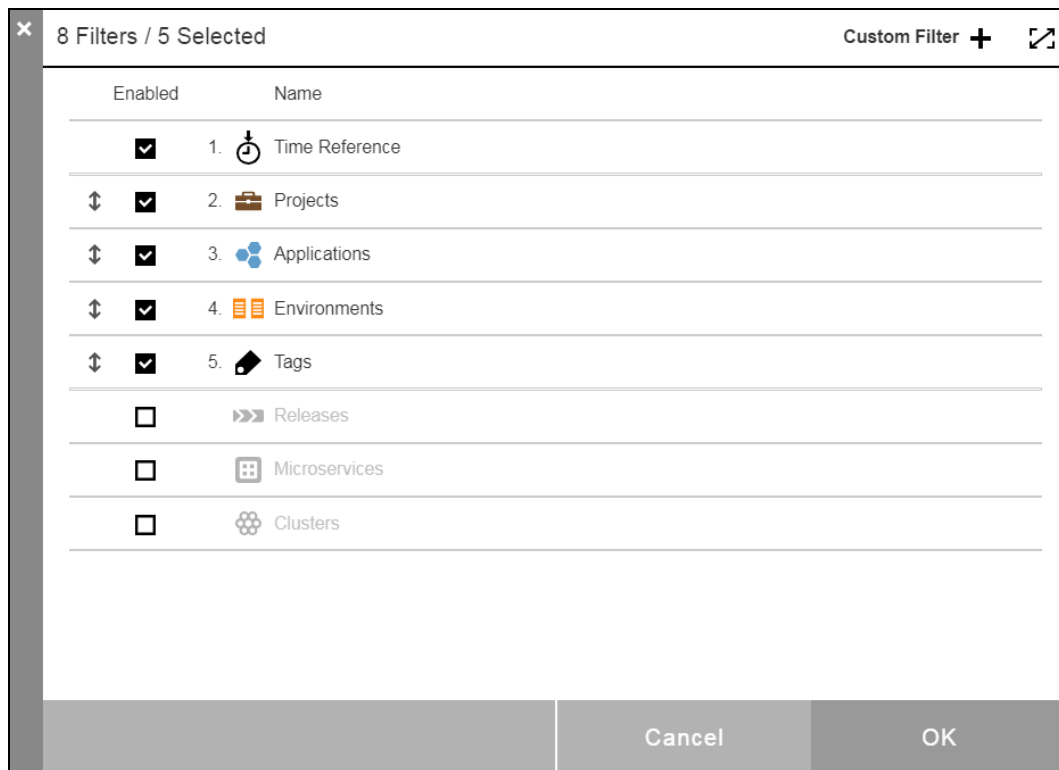 8 Filters / 5 Selected Custom Filter
Enabled Name
1. Time Reference
2. Projects
3. Applications
4. Environments
5. Tags
Releases
Microservices
Clusters
Cancel OK